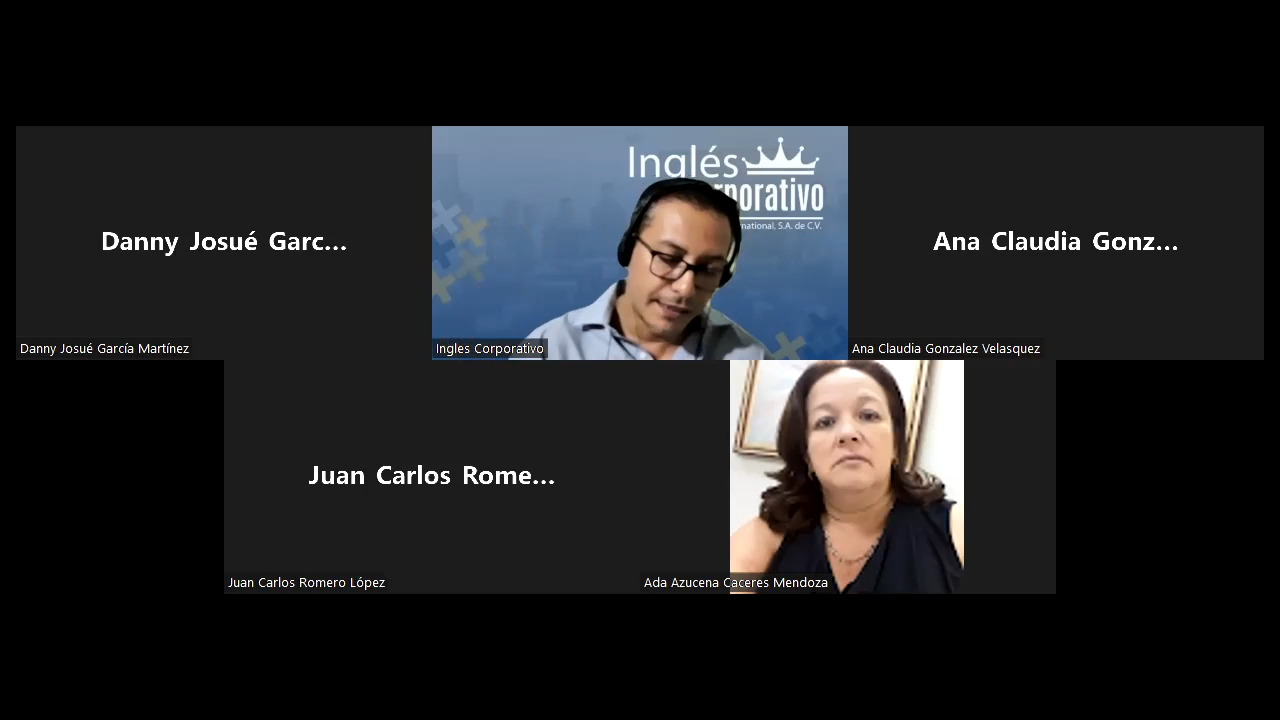 Danny Josué Garc...
Danny Josué García Martínez
Inglés
rporativo
national, S.A. de C.V.
Ingles Corporativo
Ana Claudia Gonz...
Ana Claudia Gonzalez Velasquez
Juan Carlos Rome...
Juan Carlos Romero López
Ada Azucena Caceres Mendoza